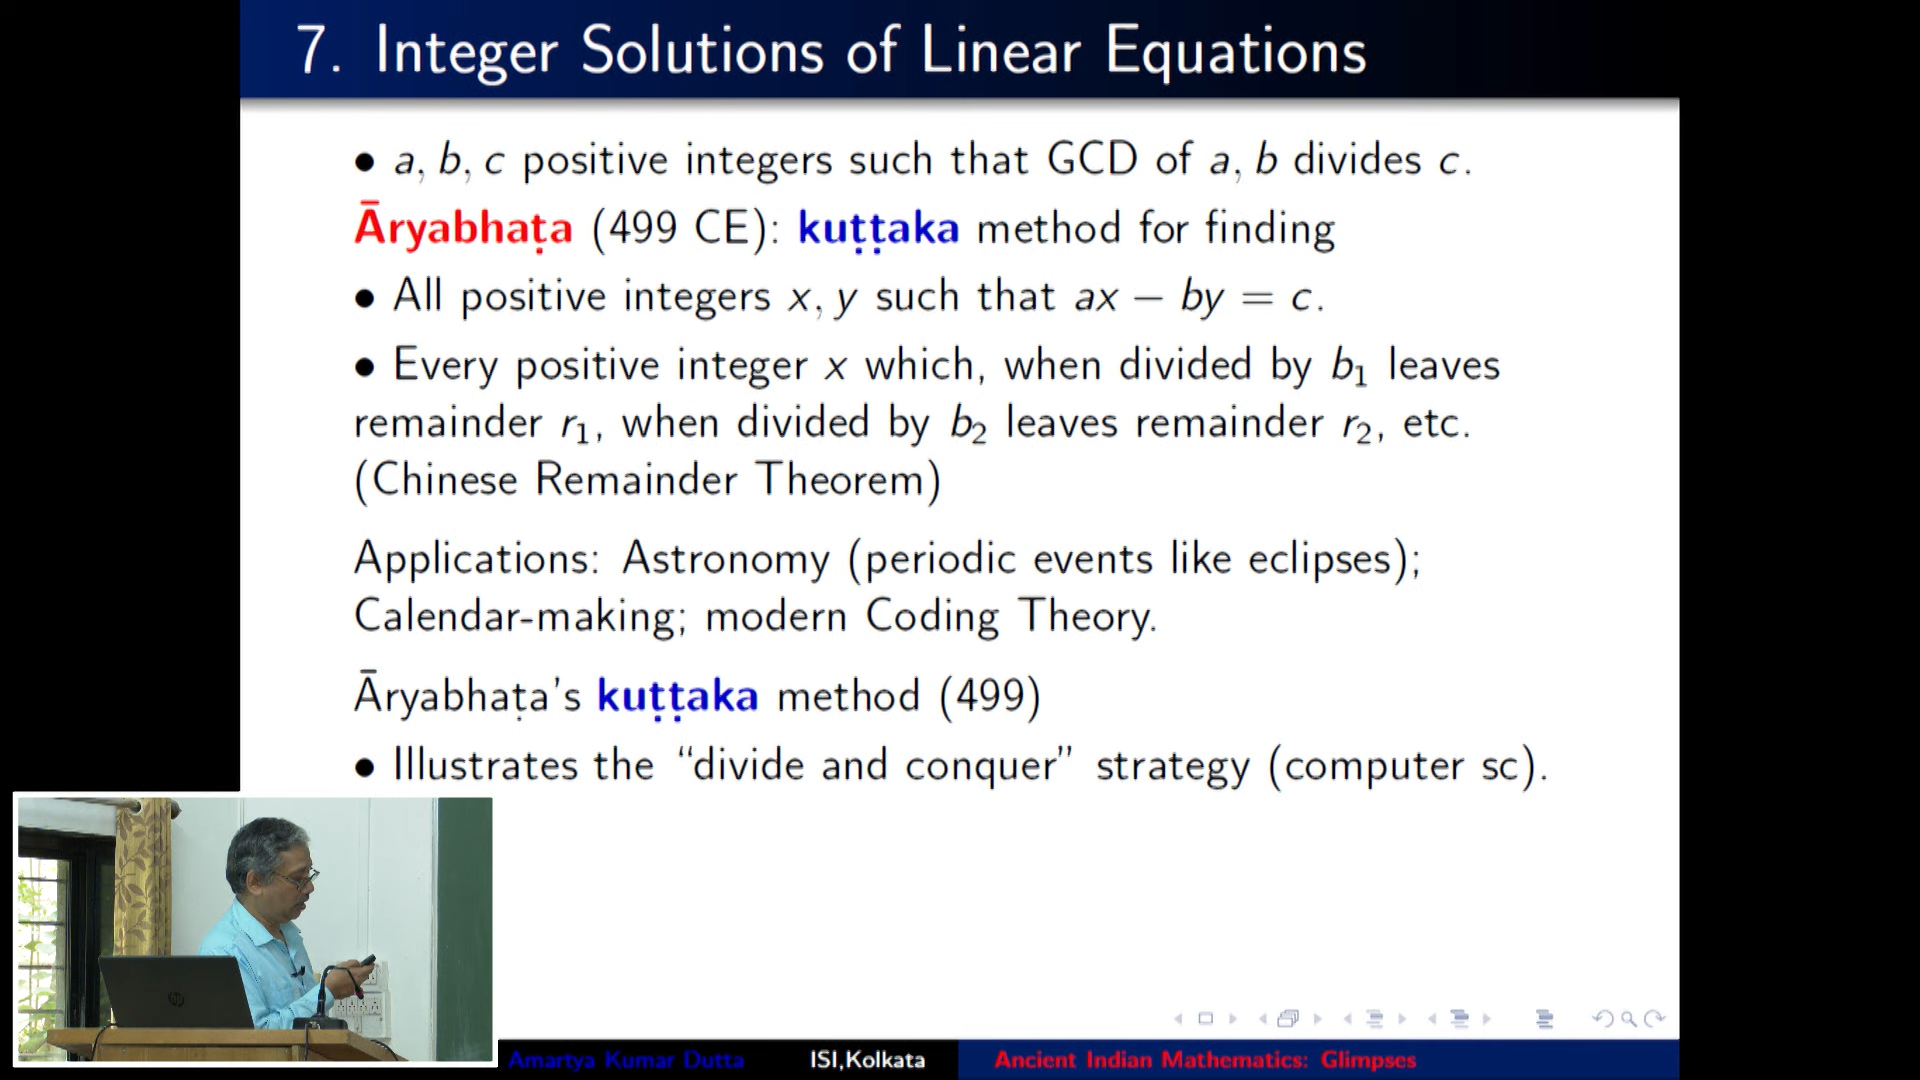 7. Integer Solutions of Linear Equations
• a, b, c positive integers such that GCD of a, b divides c.
Āryabhaṭa (499 CE): kuṭṭaka method for finding
• All positive integers x, y such that ax − by = c.
• Every positive integer x which, when divided by b₁ leaves
remainder r₁, when divided by b₂ leaves remainder r₂, etc.
(Chinese Remainder Theorem)
Applications: Astronomy (periodic events like eclipses);
Calendar-making; modern Coding Theory.
Āryabhaṭa's kuṭṭaka method (499)
• Illustrates the “divide and conquer” strategy (computer sc).
hp
Amartya Kumar Dutta ISI,Kolkata Ancient Indian Mathematics: Glimpses